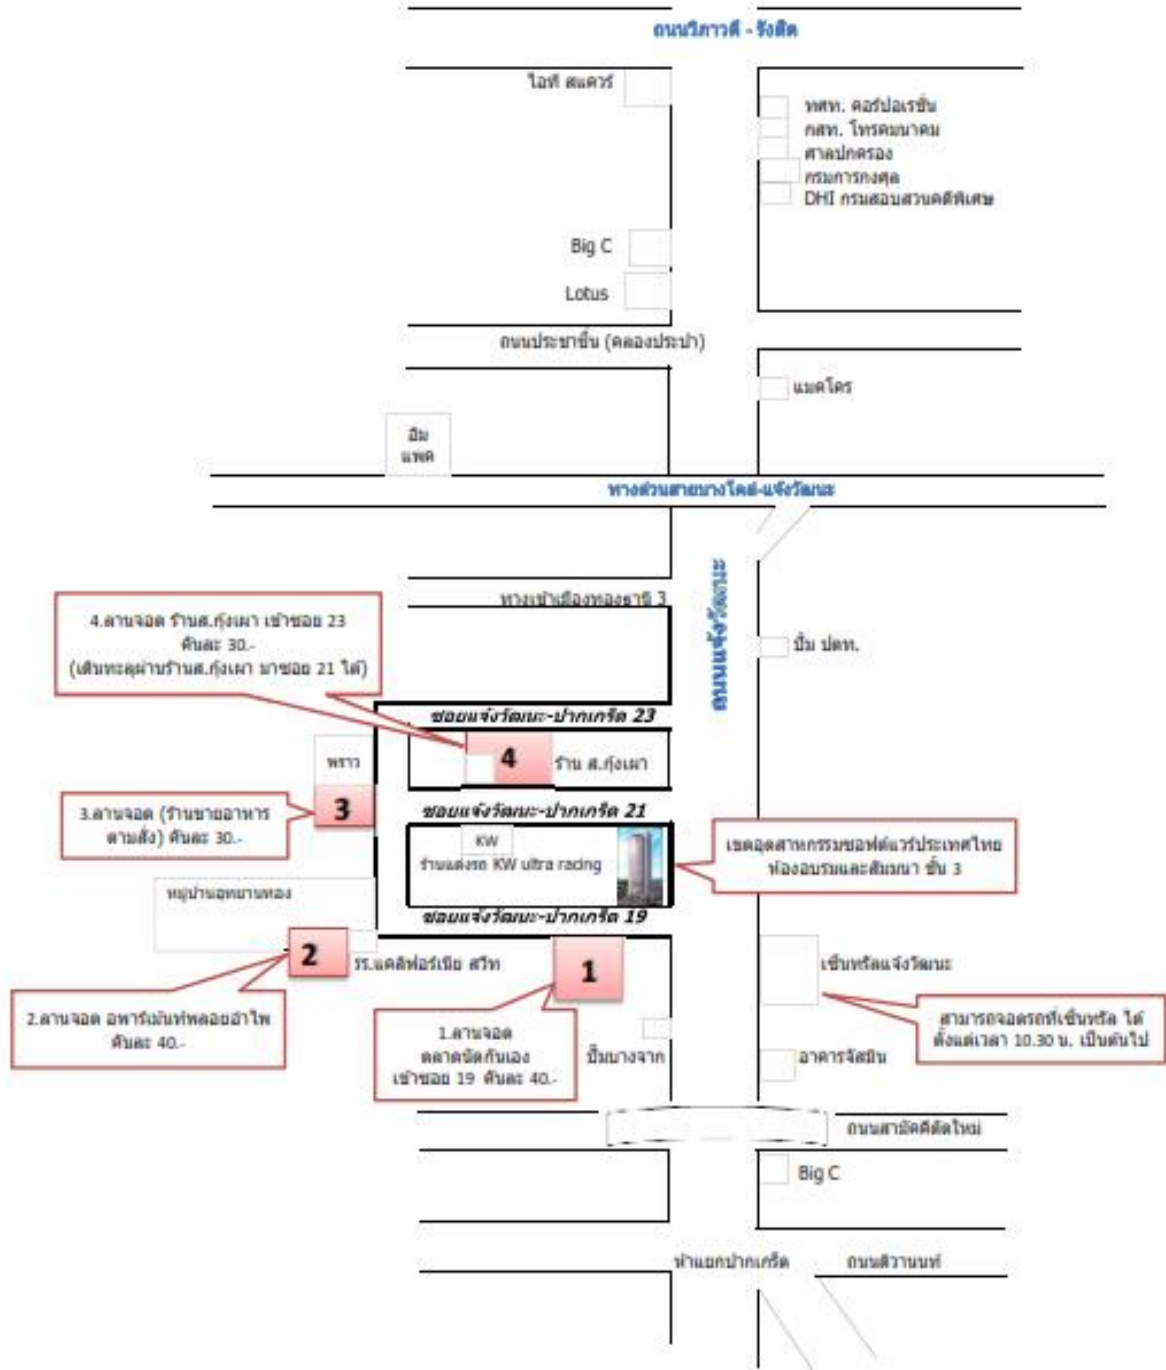 ถนนวิภาวดี - รังสิต
ไอที สแควร์
ทศท. คอร์ปอเรชั่น
กสท. โทรคมนาคม
ศาลปกครอง
กรมการกงศุล
DHI กรมสอบสวนคดีพิเศษ
Big C
Lotus
ถนนประชาชื่น (คลองประปา)
แมคโคร
อิม
แพค
ทางด่วนสายบางโคล่-แจ้งวัฒนะ
ถนนแจ้งวัฒนะ
ทางเข้าเมืองทองธานี 3
4.ลานจอด ร้านส.กุ้งเผา เข้าซอย 23
คันละ 30.-
(เดินทะลุผ่านร้านส.กุ้งเผา มาซอย 21 ได้)
ปั๊ม ปตท.
ซอยแจ้งวัฒนะ-ปากเกร็ด 23
พราว
4
ร้าน ส.กุ้งเผา
3
3.ลานจอด (ร้านขายอาหาร
ตามสั่ง) คันละ 30.-
ซอยแจ้งวัฒนะ-ปากเกร็ด 21
KW
ร้านแต่งรถ KW ultra racing
เขตอุตสาหกรรมซอฟต์แวร์ประเทศไทย
ห้องอบรมและสัมมนา ชั้น 3
หมู่บ้านอุทยานทอง
ซอยแจ้งวัฒนะ-ปากเกร็ด 19
2
รร.แคลิฟอร์เนีย สวีท
1
เซ็นทรัลแจ้งวัฒนะ
2.ลานจอด อพาร์เม้นท์พลอยอำไพ
คันละ 40.-
1.ลานจอด
ตลาดนัดกันเอง
เข้าซอย 19 คันละ 40.-
ปั๊มบางจาก
สามารถจอดรถที่เซ็นทรัล ได้
ตั้งแต่เวลา 10.30 น. เป็นต้นไป
อาคารจัสมิน
ถนนสามัคคีตัดใหม่
Big C
ห้าแยกปากเกร็ด
ถนนติวานนท์